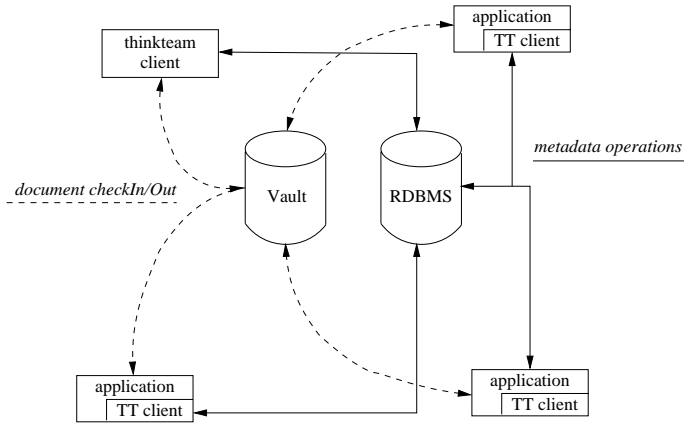 application
TT client
thinkteam
client
metadata operations
document checkIn/Out
Vault
RDBMS
application
TT client
application
TT client